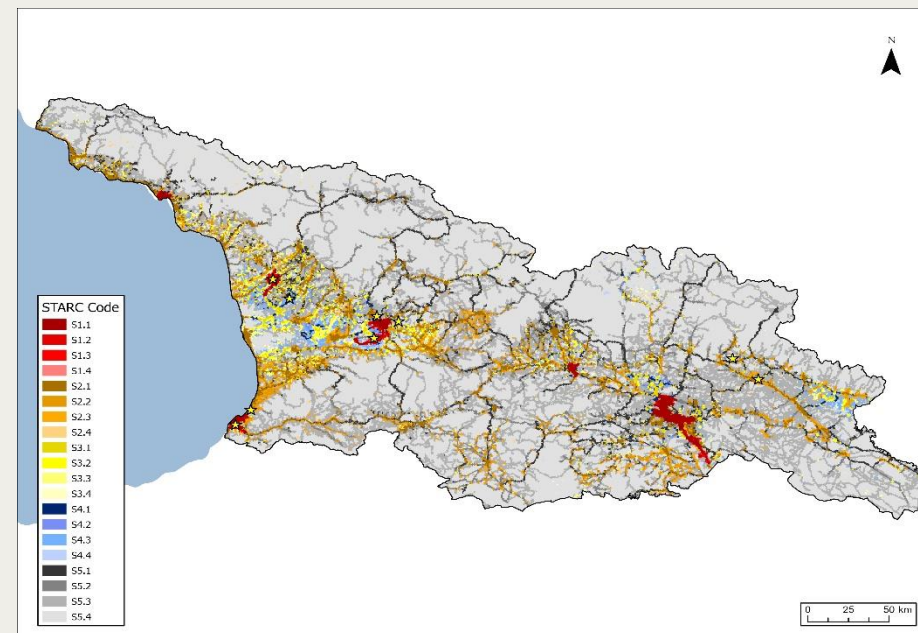 N
STARC Code
S1.1
S1.2
S1.3
S1.4
S2.1
S2.2
S2.3
S2.4
S3.1
S3.2
S3.3
S3.4
S4.1
S4.2
S4.3
S4.4
S5.1
S5.2
S5.3
S5.4
0 25 50 km